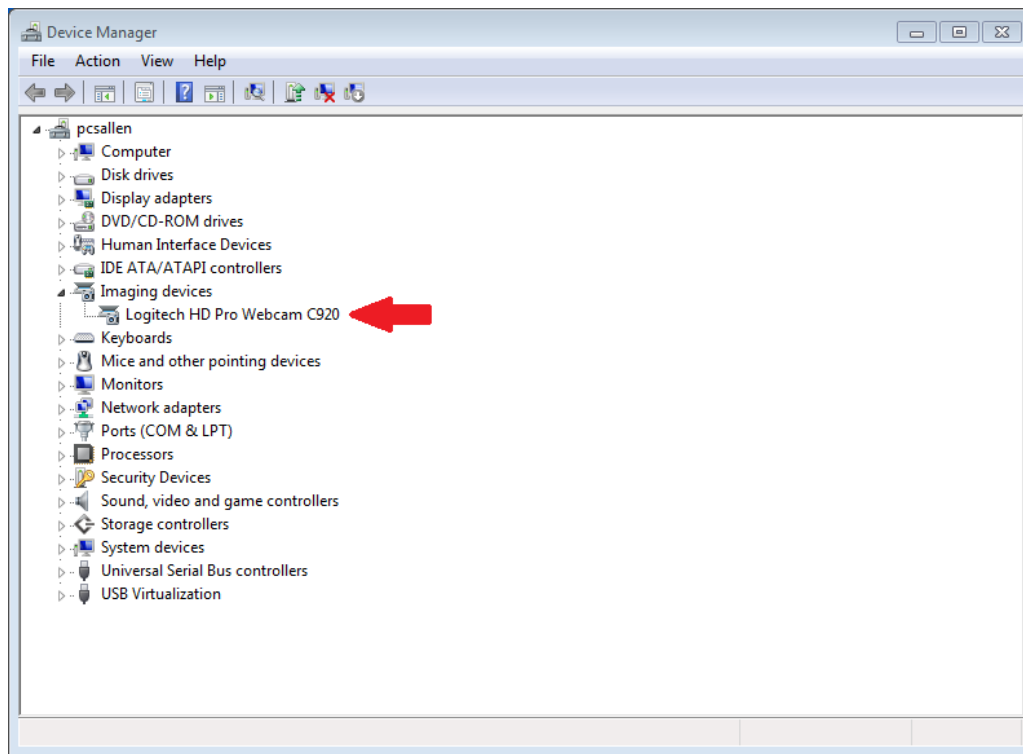 Device Manager
File Action View Help
pcsallen
Computer
Disk drives
Display adapters
DVD/CD-ROM drives
Human Interface Devices
IDE ATA/ATAPI controllers
Imaging devices
Logitech HD Pro Webcam C920
Keyboards
Mice and other pointing devices
Monitors
Network adapters
Ports (COM & LPT)
Processors
Security Devices
Sound, video and game controllers
Storage controllers
System devices
Universal Serial Bus controllers
USB Virtualization